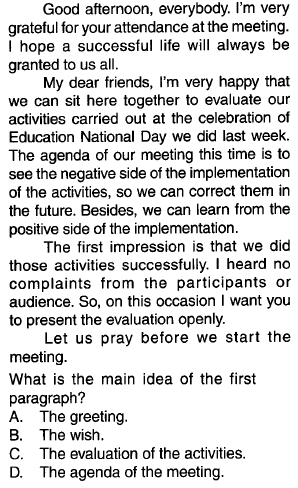 Good afternoon, everybody. I'm very
grateful for your attendance at the meeting.
I hope a successful life will always be
granted to us all.
My dear friends, I'm very happy that
we can sit here together to evaluate our
activities carried out at the celebration of
Education National Day we did last week.
The agenda of our meeting this time is to
see the negative side of the implementation
of the activities, so we can correct them in
the future. Besides, we can learn from the
positive side of the implementation.
The first impression is that we did
those activities successfully. I heard no
complaints from the participants or
audience. So, on this occasion I want you
to present the evaluation openly.
Let us pray before we start the
meeting.
What is the main idea of the first
paragraph?
A. The greeting.
B. The wish.
C. The evaluation of the activities.
D. The agenda of the meeting.